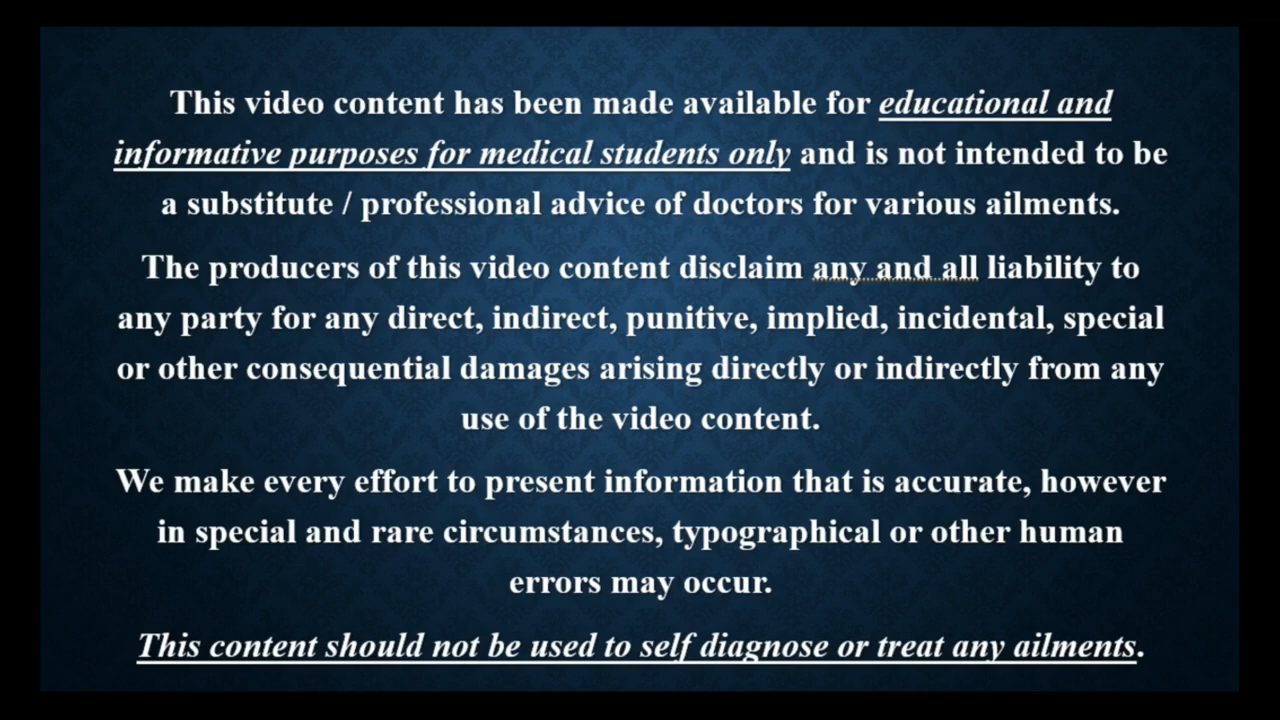 This video content has been made available for educational and
informative purposes for medical students only and is not intended to be
a substitute / professional advice of doctors for various ailments.
The producers of this video content disclaim any and all liability to
any party for any direct, indirect, punitive, implied, incidental, special
or other consequential damages arising directly or indirectly from any
use of the video content.
We make every effort to present information that is accurate, however
in special and rare circumstances, typographical or other human
errors may occur.
This content should not be used to self diagnose or treat any ailments.